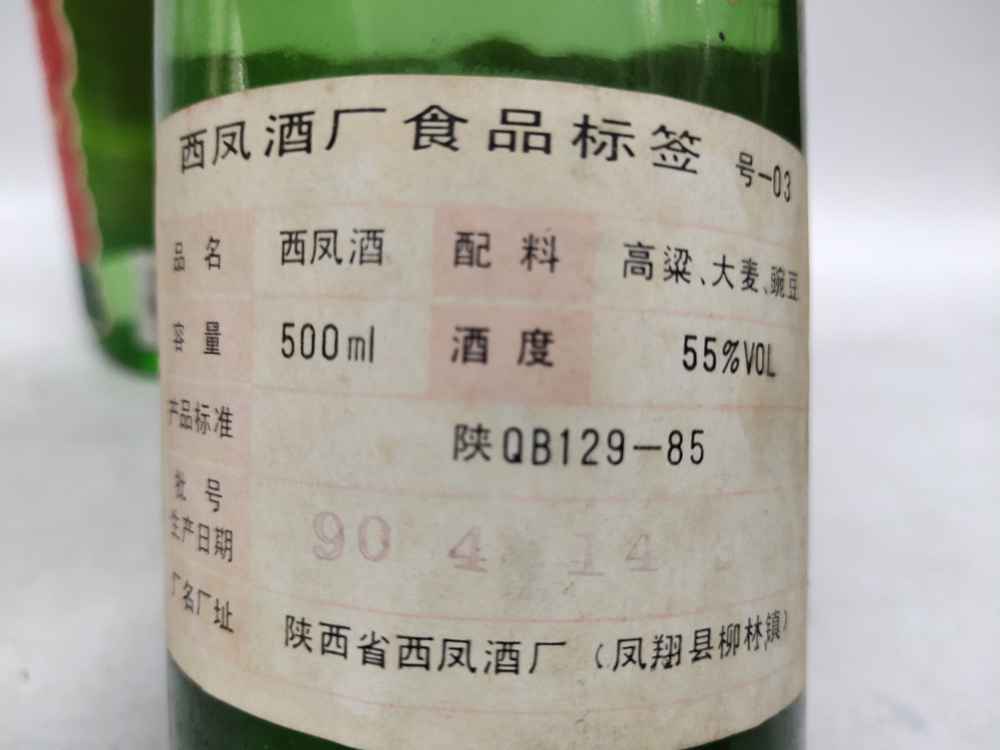 西凤酒厂食品标签 号-03
品名 西凤酒 配料 高粱、大麦、豌豆
容量 500ml 酒度 55%VOL
产品标准 陕QB129-85
批号
生产日期 90 4 14
厂名厂址 陕西省西凤酒厂(凤翔县柳林镇)